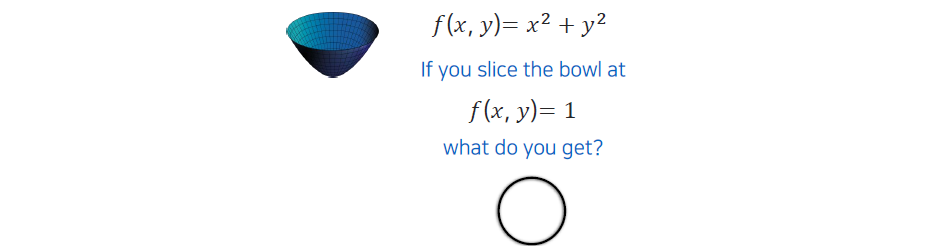 f(x, y)= x² + y²
If you slice the bowl at
f(x, y)= 1
what do you get?